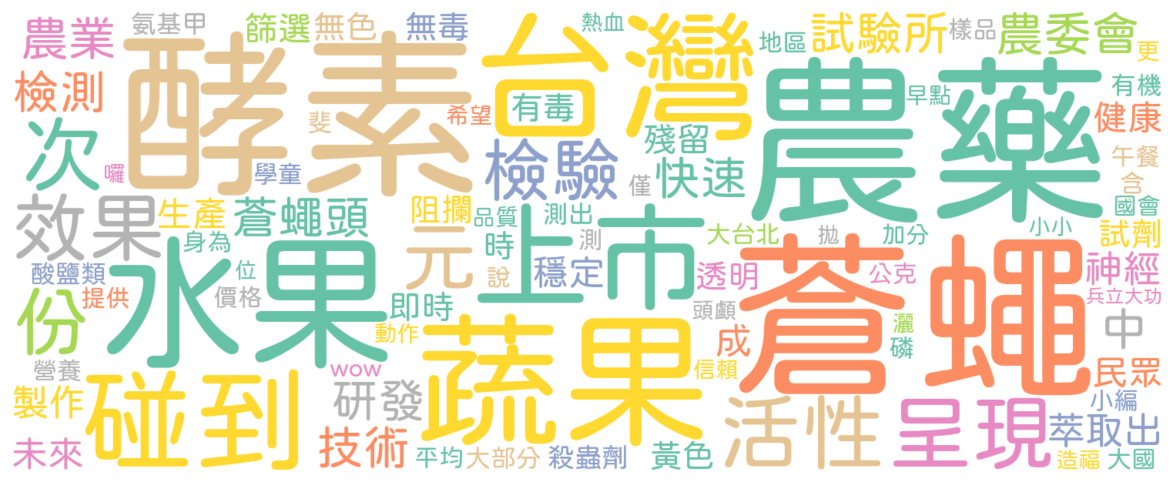 農業
氨基甲
篩選
無色
無毒
台灣
熱血
地區
試驗所
樣品
農委會
更
檢測
酵素
斐
希望
有毒
農藥
早點
有機
健康
次
囉
學童
檢驗
殘留
僅
快速
午餐
含
效果
生產
蒼蠅頭
阻攔
品質
測出
上市
大台北
拋
加分
小小
國會
試劑
身為
元
時
測
酸鹽類
水果
位
說
穩定
透明
蒼蠅
公克
神經
份
提供
價格
即時
頭顱
兵立大功
動作
蔬果
成
灑
磷
中
營養
wow
信賴
民眾
製作
碰到
研發
活性
呈現
小編
萃取出
未來
技術
平均
大部分
殺蟲劑
黃色
造福
大國